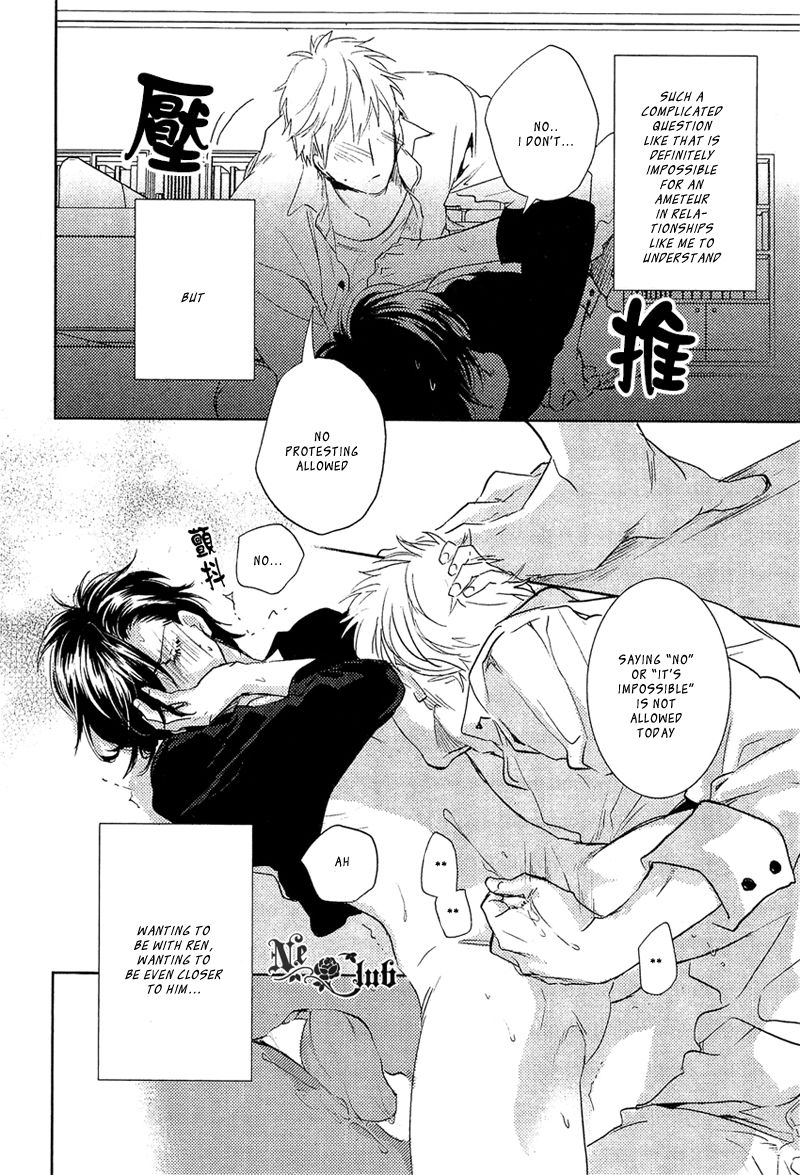 SUCH A
COMPLICATED
QUESTION
LIKE THAT IS
DEFINITELY
IMPOSSIBLE
FOR AN
AMETEUR
IN RELA-
TIONSHIPS
LIKE ME TO
UNDERSTAND
NO..
I DON'T...
推
壓
BUT
NO
PROTESTING
ALLOWED
NO...
顫抖
SAYING "NO"
OR "IT'S
IMPOSSIBLE"
IS NOT
ALLOWED
TODAY
AH
**
**
**
WANTING TO
BE WITH REN,
WANTING TO
BE EVEN CLOSER
TO HIM...